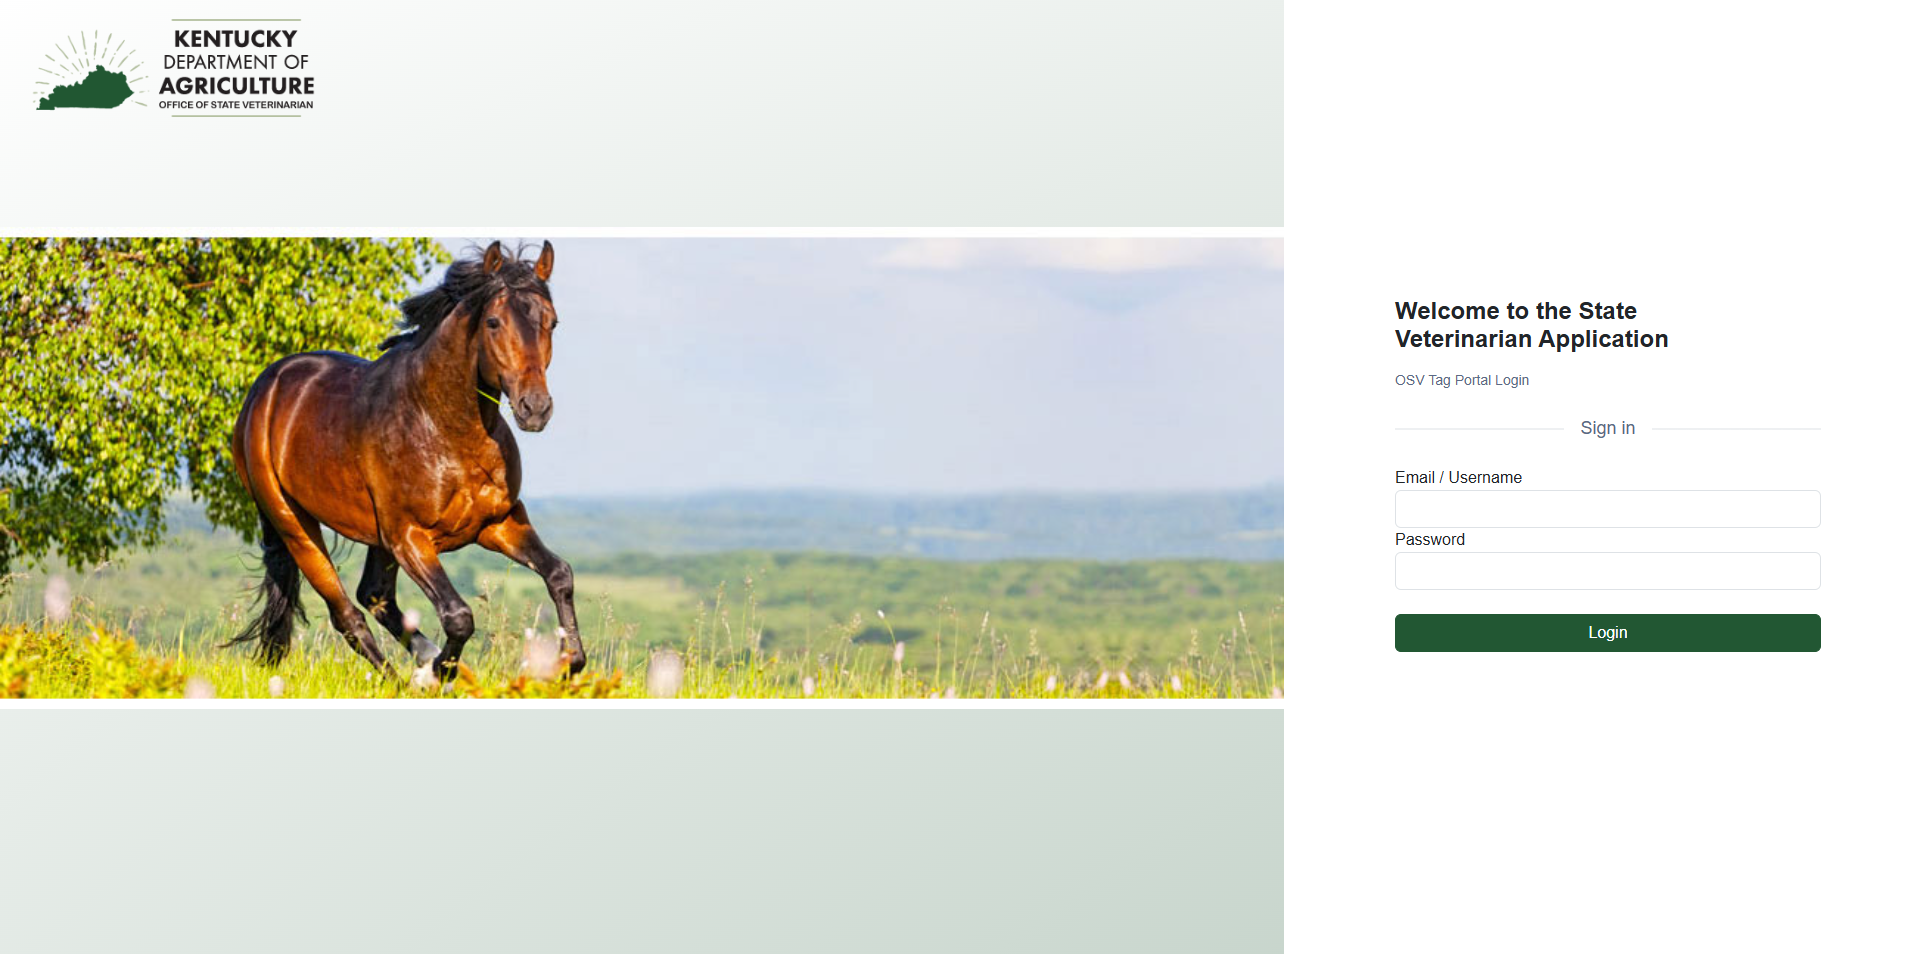 KENTUCKY
DEPARTMENT OF
AGRICULTURE
OFFICE OF STATE VETERINARIAN
Welcome to the State
Veterinarian Application
OSV Tag Portal Login
Sign in
Email / Username
Password
Login